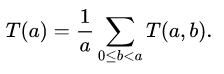 T(a) = \frac{1}{a} \sum_{0 \le b < a} T(a, b).